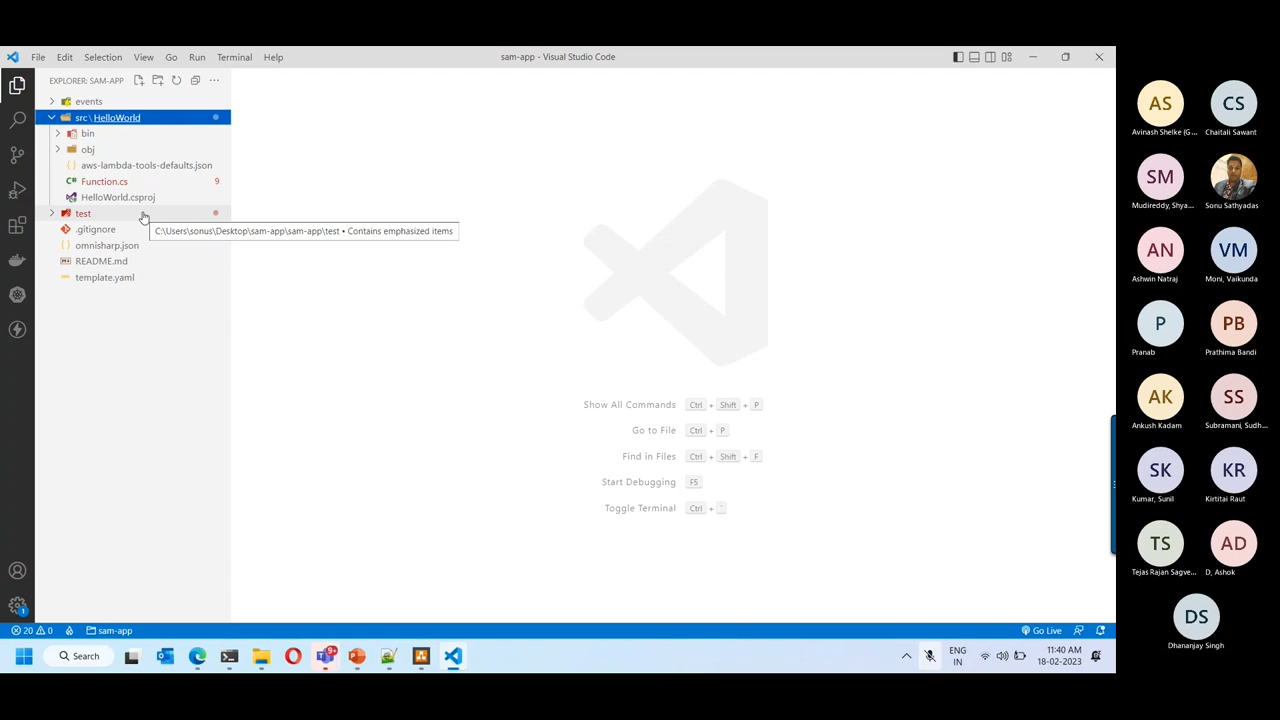 File Edit Selection View Go Run Terminal Help
sam-app - Visual Studio Code
EXPLORER: SAM-APP
events
src \ HelloWorld
bin
obj
aws-lambda-tools-defaults.json
C# Function.cs 9
HelloWorld.csproj
test
C:\Users\sonus\Desktop\sam-app\sam-app\test • Contains emphasized items
.gitignore
omnisharp.json
README.md
template.yaml
Show All Commands Ctrl + Shift + P
Go to File Ctrl + P
Find in Files Ctrl + Shift + F
Start Debugging F5
Toggle Terminal Ctrl + `
1
20 0 sam-app
Go Live
Search
9+
ENG
IN
11:40 AM
18-02-2023
AS
Avinash Shelke (G...
CS
Chaitali Sawant
SM
Mudireddy, Shya...
Sonu Sathyadas
AN
Ashwin Natraj
VM
Moni, Vaikunda
P
Pranab
PB
Prathima Bandi
AK
Ankush Kadam
SS
Subramani, Sudh...
SK
Kumar, Sunil
KR
Kirtitai Raut
TS
Tejas Rajan Sagve...
AD
D, Ashok
DS
Dhananjay Singh